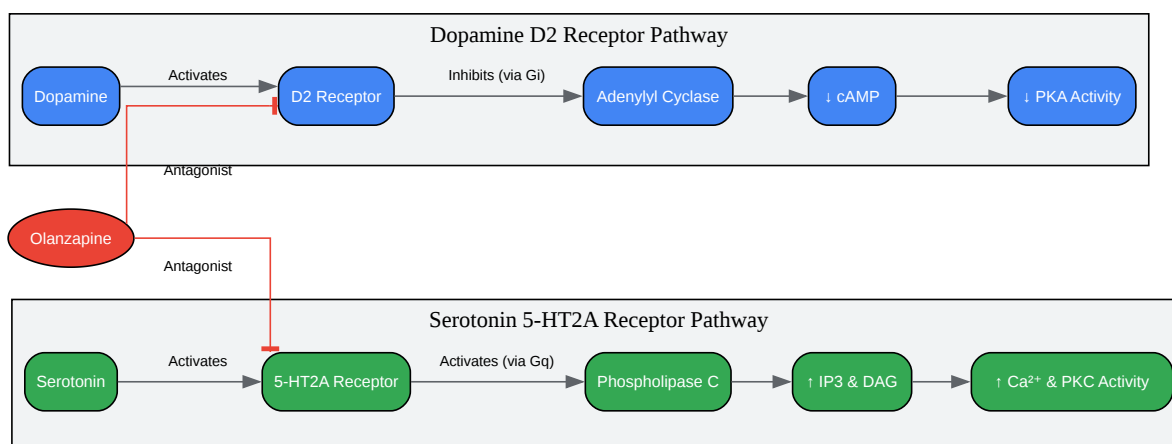 Dopamine D2 Receptor Pathway
Activates
Inhibits (via Gi)
Dopamine
D2 Receptor
Adenylyl Cyclase
↓ cAMP
↓ PKA Activity
Antagonist
Olanzapine
Antagonist
Serotonin 5-HT2A Receptor Pathway
Activates
Activates (via Gq)
Serotonin
5-HT2A Receptor
Phospholipase C
↑ IP3 & DAG
↑ Ca²⁺ & PKC Activity